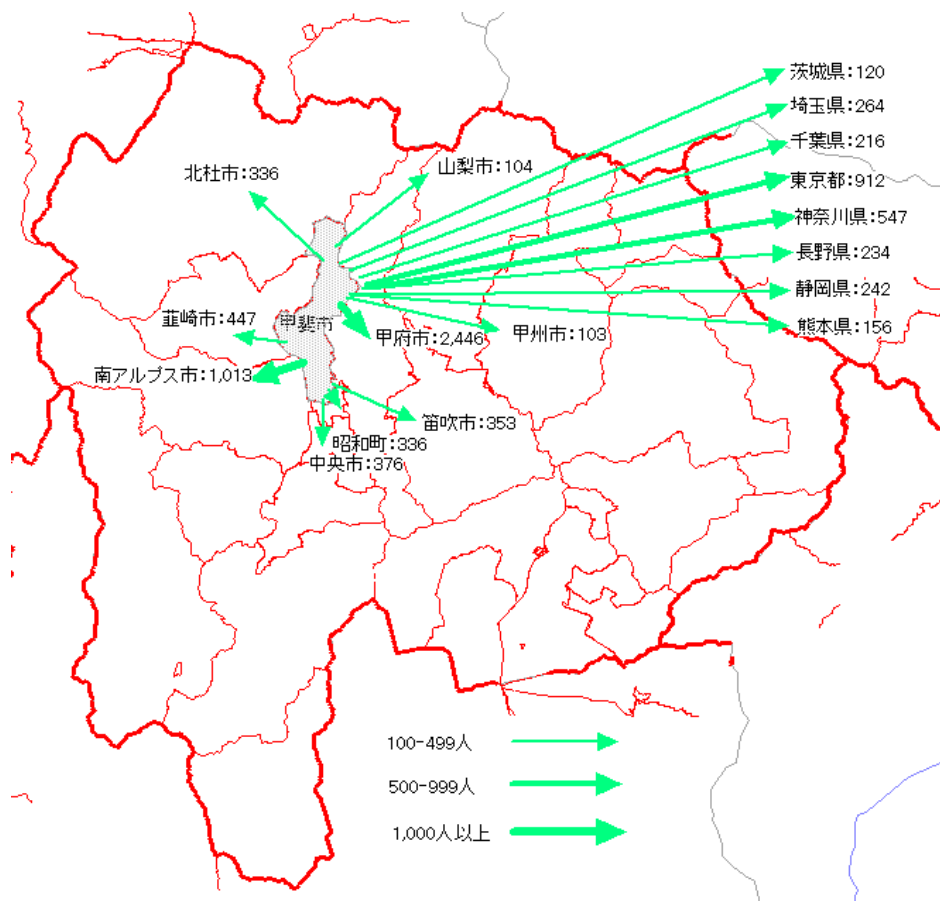 茨城県:120
埼玉県:264
千葉県:216
山梨市:104
北杜市:336
東京都:912
神奈川県:547
長野県:234
静岡県:242
韮崎市:447
甲斐市
甲府市:2,446
甲州市:103
熊本県:156
南アルプス市:1,013
笛吹市:353
昭和町:336
中央市:376
100-499人
500-999人
1,000人以上